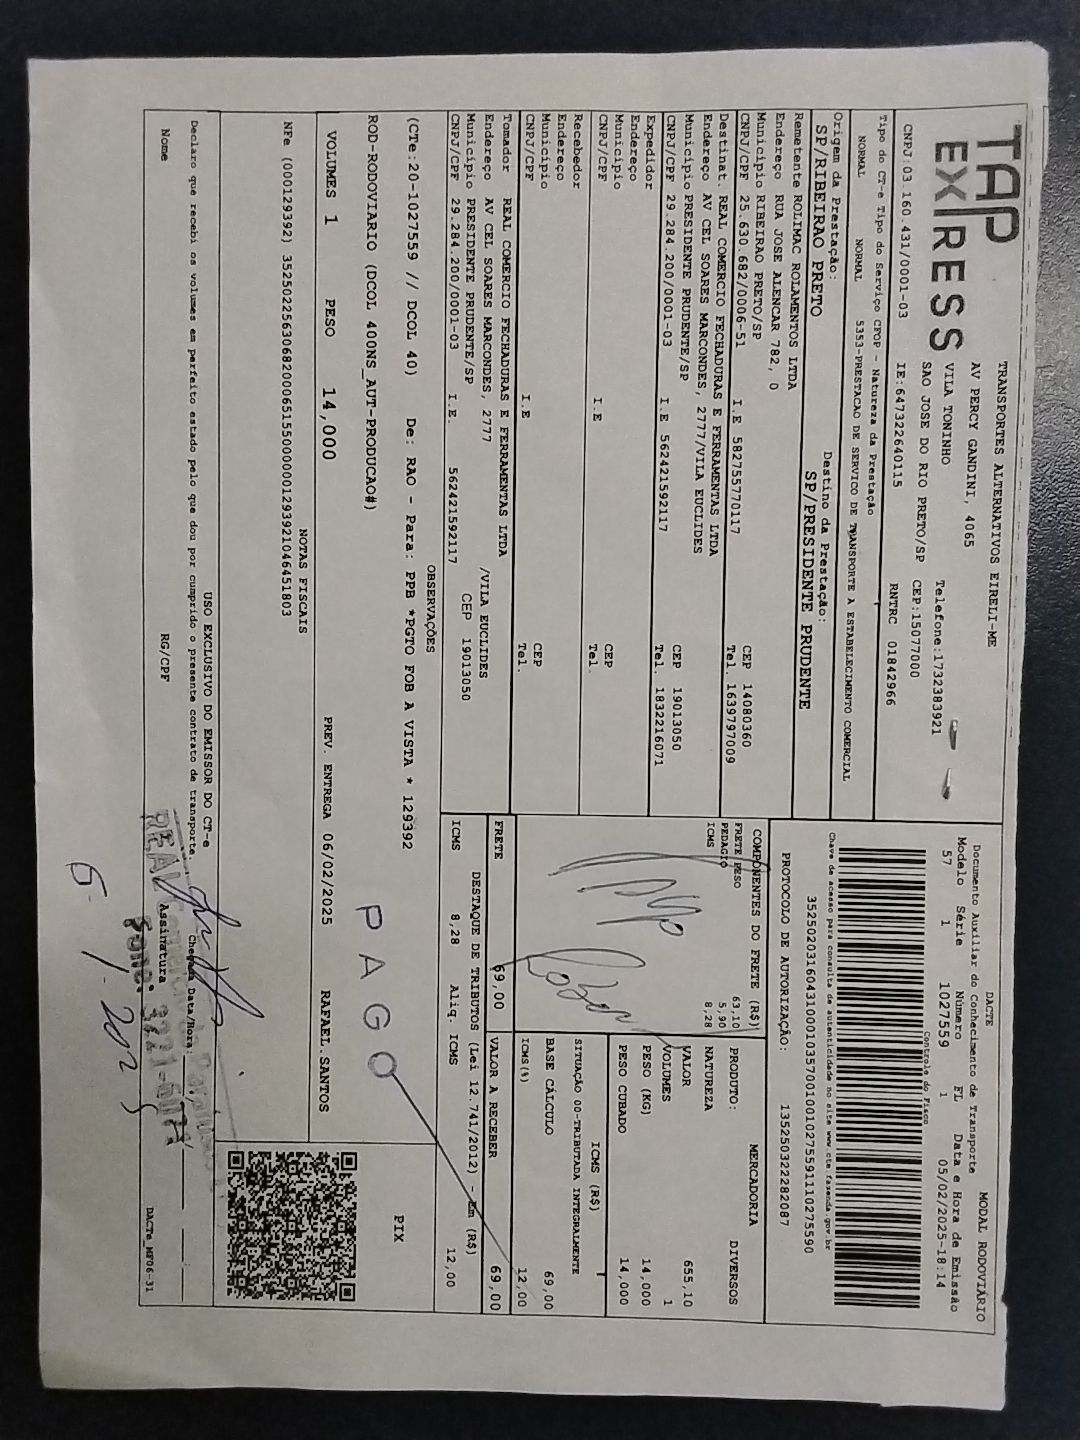 TAP
EXPRESS
TRANSPORTES ALTERNATIVOS EIRELI-ME
AV PERCY GANDINI, 4065
VILA TONINHO
Telefone:1732383921
SAO JOSE DO RIO PRETO/SP
CEP:15077000
CNPJ:03.160.431/0001-03
IE:647322640115
RNTRC 01842966
DACTE
MODAL RODOVIÁRIO
Documento Auxiliar do Conhecimento de Transporte
Modelo Série Número FL Data e Hora de Emissão
57 1 1027559 1 05/02/2025-18:14
Controle do Fisco
Chave de acesso para consulta de autenticidade no site www.cte.fazenda.gov.br
PROTOCOLO DE AUTORIZAÇÃO: 135250322282087
Tipo do CT-e Tipo do Serviço CFOP - Natureza da Prestação
NORMAL NORMAL 5353-PRESTACAO DE SERVICO DE TRANSPORTE A ESTABELECIMENTO COMERCIAL
Origem da Prestação: Destino da Prestação:
SP/RIBEIRAO PRETO SP/PRESIDENTE PRUDENTE
Remetente ROLIMAC ROLAMENTOS LTDA
Endereço RUA JOSE ALENCAR 782, 0
Município RIBEIRAO PRETO/SP CEP 14080360
CNPJ/CPF 25.630.682/0006-51 I.E 582755770117 Tel. 1639797009
Destinat. REAL COMERCIO FECHADURAS E FERRAMENTAS LTDA
Endereço AV CEL SOARES MARCONDES, 2777/VILA EUCLIDES
Município PRESIDENTE PRUDENTE/SP CEP 19013050
CNPJ/CPF 29.284.200/0001-03 I.E 562421592117 Tel. 1832216071
Expedidor
Endereço
Município CEP
CNPJ/CPF I.E Tel.
Recebedor
Endereço
Município CEP
CNPJ/CPF I.E Tel.
Tomador REAL COMERCIO FECHADURAS E FERRAMENTAS LTDA
Endereço AV CEL SOARES MARCONDES, 2777 /VILA EUCLIDES
Município PRESIDENTE PRUDENTE/SP CEP 19013050
CNPJ/CPF 29.284.200/0001-03 I.E. 562421592117
COMPONENTES DO FRETE (R$)
FRETE PESO 63,10
PEDAGIO 5,90
ICMS 8,28
FRETE 69,00
MERCADORIA
PRODUTO: DIVERSOS
NATUREZA
VALOR 655,10
VOLUMES 1
PESO (KG) 14,000
PESO CUBADO 14,000
ICMS (R$)
SITUAÇÃO 00-TRIBUTADA INTEGRALMENTE
BASE CÁLCULO 69,00
ICMS(%) 12,00
VALOR A RECEBER 69,00
DESTAQUE DE TRIBUTOS (Lei 12.741/2012) - Em (R$)
ICMS 8,28 Aliq. ICMS 12,00
OBSERVAÇÕES
(CTe:20-1027559 // DCOL 40) De: RAO - Para: PPB *PGTO FOB A VISTA * 129392
ROD-RODOVIARIO (DCOL 400NS_AUT-PRODUCAO#)
PAGO
PIX
VOLUMES 1 PESO 14,000 PREV. ENTREGA 06/02/2025 RAFAEL.SANTOS
NOTAS FISCAIS
USO EXCLUSIVO DO EMISSOR DO CT-e
Declaro que recebi os volumes em perfeito estado pelo que dou por cumprido o presente contrato de transporte.
Chegada Data/Hora:
Nome RG/CPF Assinatura
REAL
Fone:
DACTe_MF06-31